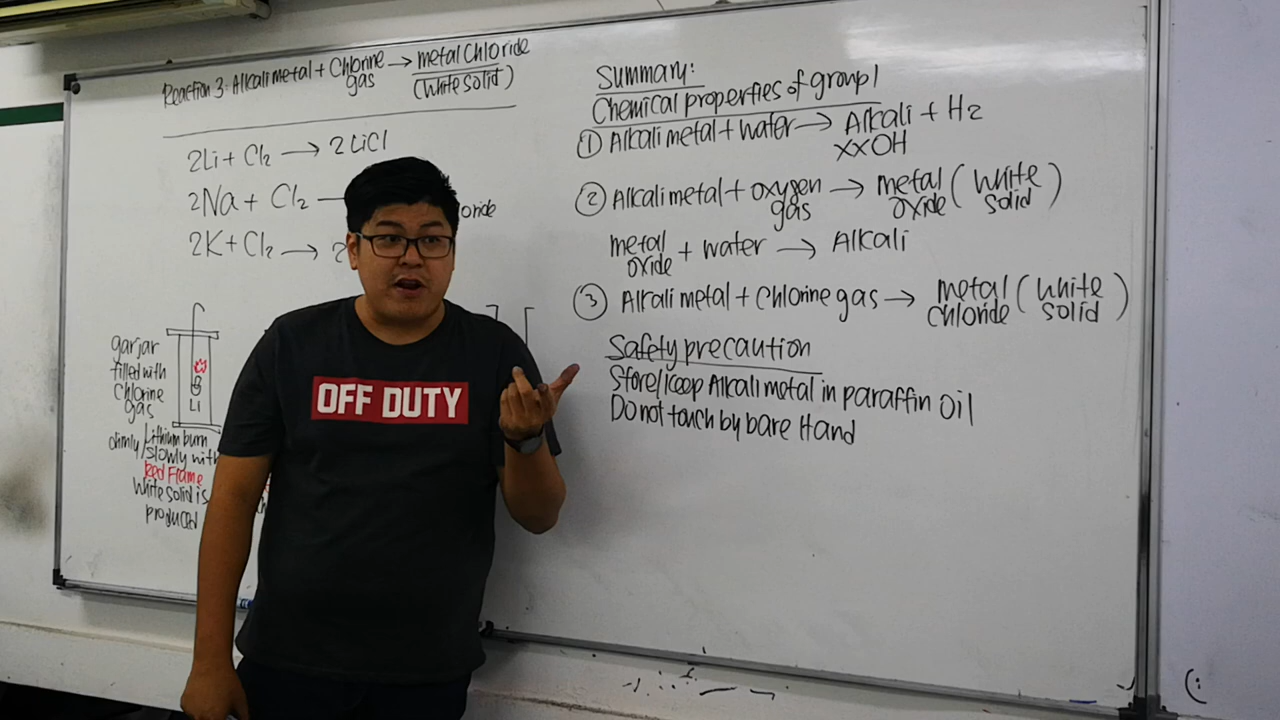 Reaction 3: Alkali metal + Chlorine gas → metal Chloride (White solid)
2Li + Cl₂ → 2LiCl
2Na + Cl₂ —
oride
2K + Cl₂ → 2
gasjar
filled with
Chlorine
gas
Li
Lithium burn
slowly with
Red Flame
White solid is
produced
OFF DUTY
Summary:
Chemical properties of group 1
① Alkali metal + water → Alkali + H₂
XXOH
② Alkali metal + oxygen gas → metal oxide (White solid)
metal oxide + water → Alkali
③ Alkali metal + Chlorine gas → metal chloride (White solid)
Safety precaution
Store/keep Alkali metal in paraffin Oil
Do not touch by bare Hand
(: